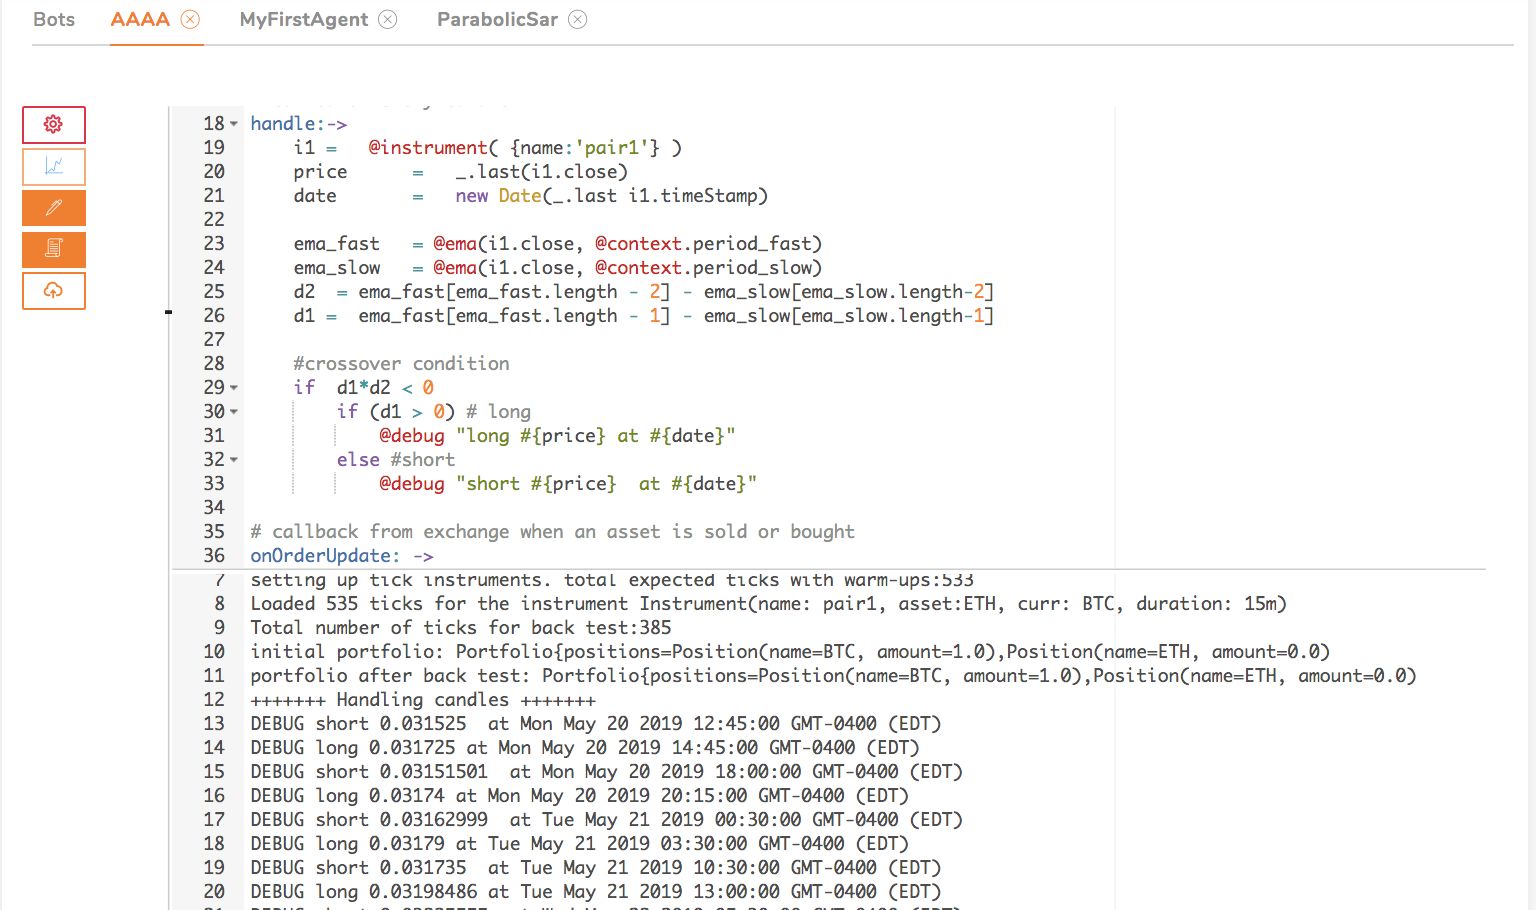 Bots AAAA MyFirstAgent ParabolicSar
18 handle:->
19 i1 = @instrument( {name:'pair1'} )
20 price = _.last(i1.close)
21 date = new Date(_.last i1.timeStamp)
22
23 ema_fast = @ema(i1.close, @context.period_fast)
24 ema_slow = @ema(i1.close, @context.period_slow)
25 d2 = ema_fast[ema_fast.length - 2] - ema_slow[ema_slow.length-2]
26 d1 = ema_fast[ema_fast.length - 1] - ema_slow[ema_slow.length-1]
27
28 #crossover condition
29 if d1*d2 < 0
30 if (d1 > 0) # long
31 @debug "long #{price} at #{date}"
32 else #short
33 @debug "short #{price}  at #{date}"
34
35 # callback from exchange when an asset is sold or bought
36 onOrderUpdate: ->
7 setting up tick instruments. total expected ticks with warm-ups:533
8 Loaded 535 ticks for the instrument Instrument(name: pair1, asset:ETH, curr: BTC, duration: 15m)
9 Total number of ticks for back test:385
10 initial portfolio: Portfolio{positions=Position(name=BTC, amount=1.0),Position(name=ETH, amount=0.0)
11 portfolio after back test: Portfolio{positions=Position(name=BTC, amount=1.0),Position(name=ETH, amount=0.0)
12 +++++++ Handling candles +++++++
13 DEBUG short 0.031525  at Mon May 20 2019 12:45:00 GMT-0400 (EDT)
14 DEBUG long 0.031725 at Mon May 20 2019 14:45:00 GMT-0400 (EDT)
15 DEBUG short 0.03151501  at Mon May 20 2019 18:00:00 GMT-0400 (EDT)
16 DEBUG long 0.03174 at Mon May 20 2019 20:15:00 GMT-0400 (EDT)
17 DEBUG short 0.03162999  at Tue May 21 2019 00:30:00 GMT-0400 (EDT)
18 DEBUG long 0.03179 at Tue May 21 2019 03:30:00 GMT-0400 (EDT)
19 DEBUG short 0.031735  at Tue May 21 2019 10:30:00 GMT-0400 (EDT)
20 DEBUG long 0.03198486 at Tue May 21 2019 13:00:00 GMT-0400 (EDT)